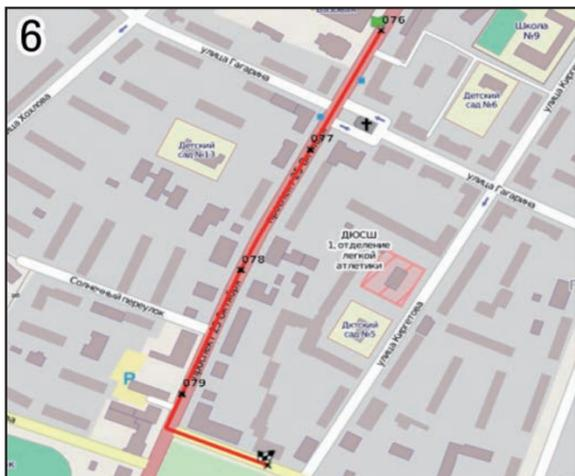 6
076
Школа
№9
улица Гагарина
Детский
сад №6
077
Детский
сад №13
улица Гагарина
ДЮСШ
1, отделение
легкой
атлетики
078
Солнечный переулок
Детский
сад №5
улица Киргетова
P
079